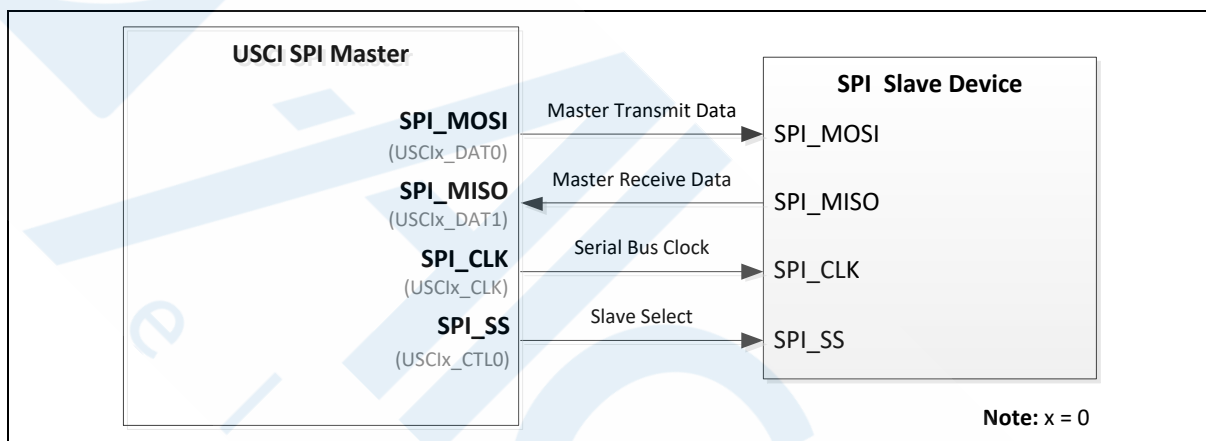 USCI SPI Master
SPI Slave Device
SPI_MOSI
(USCIx_DAT0)
Master Transmit Data
SPI_MOSI
SPI_MISO
(USCIx_DAT1)
Master Receive Data
SPI_MISO
SPI_CLK
(USCIx_CLK)
Serial Bus Clock
SPI_CLK
SPI_SS
(USCIx_CTL0)
Slave Select
SPI_SS
Note: x = 0